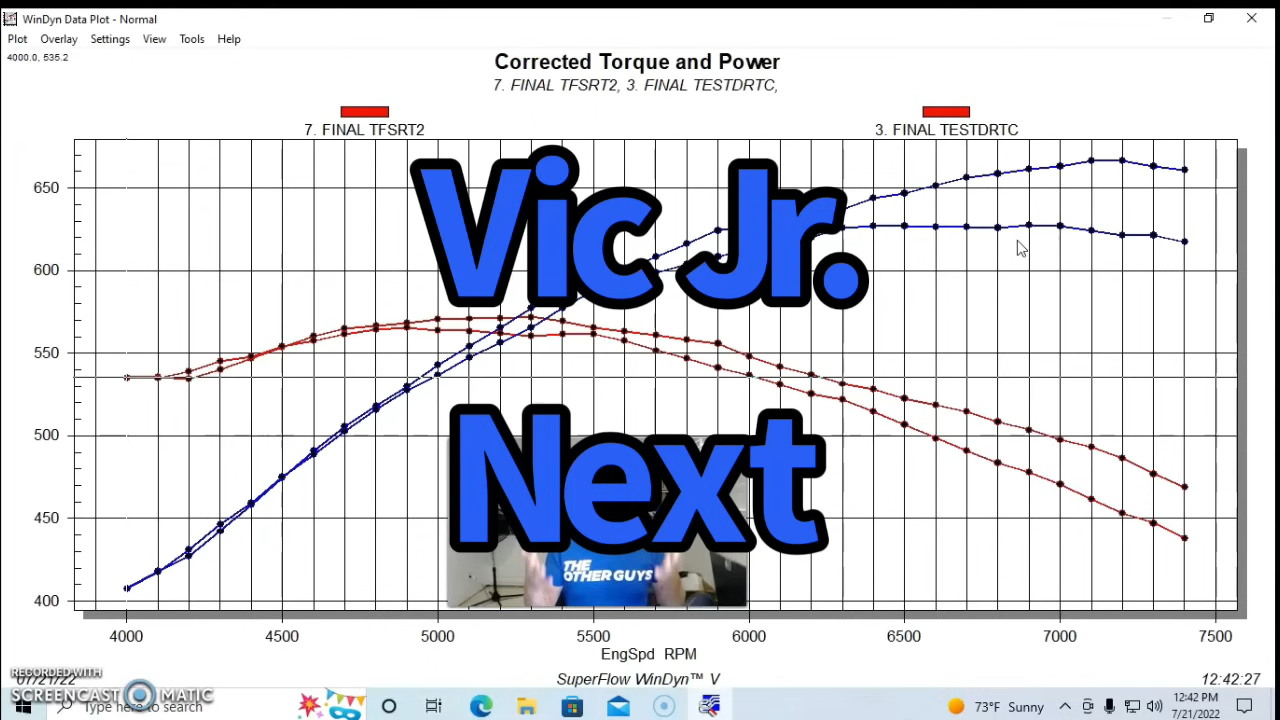 WinDyn Data Plot - Normal
Plot Overlay Settings View Tools Help
4000.0, 535.2
Corrected Torque and Power
7. FINAL TFSRT2, 3. FINAL TESTDRTC,
7. FINAL TFSRT2
3. FINAL TESTDRTC
650
600
550
500
450
400
Vic Jr.
Next
THE
OTHER GUYS
4000 4500 5000 5500 6000 6500 7000 7500
EngSpd RPM
RECORDED WITH
SCREENCAST MATIC
07/21/22
SuperFlow WinDyn™ V
12:42:27
Type here to search
73°F Sunny
12:42 PM
7/21/2022